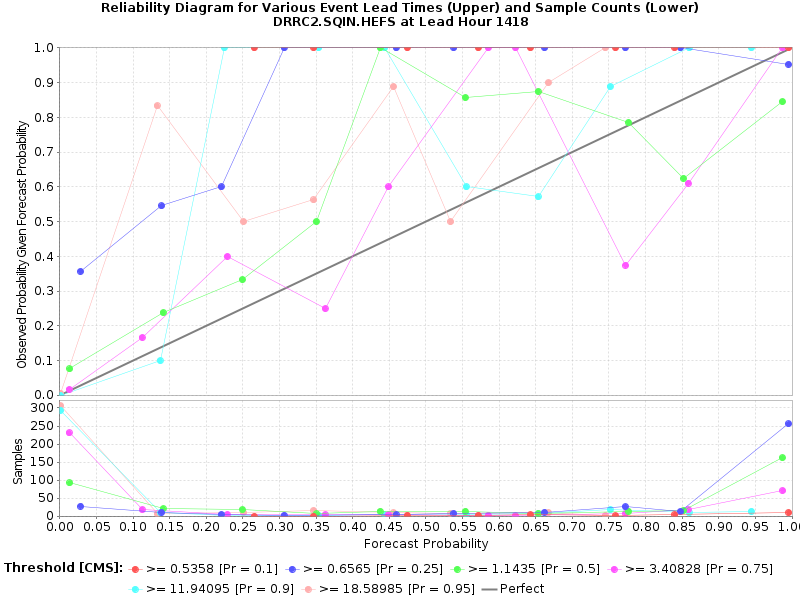 Reliability Diagram for Various Event Lead Times (Upper) and Sample Counts (Lower)
DRRC2.SQIN.HEFS at Lead Hour 1418
Observed Probability Given Forecast Probability
1.0
0.9
0.8
0.7
0.6
0.5
0.4
0.3
0.2
0.1
0.0
Samples
300
250
200
150
100
50
0
0.00 0.05 0.10 0.15 0.20 0.25 0.30 0.35 0.40 0.45 0.50 0.55 0.60 0.65 0.70 0.75 0.80 0.85 0.90 0.95 1.0
Forecast Probability
Threshold [CMS]: >= 0.5358 [Pr = 0.1] >= 0.6565 [Pr = 0.25] >= 1.1435 [Pr = 0.5] >= 3.40828 [Pr = 0.75]
>= 11.94095 [Pr = 0.9] >= 18.58985 [Pr = 0.95] Perfect